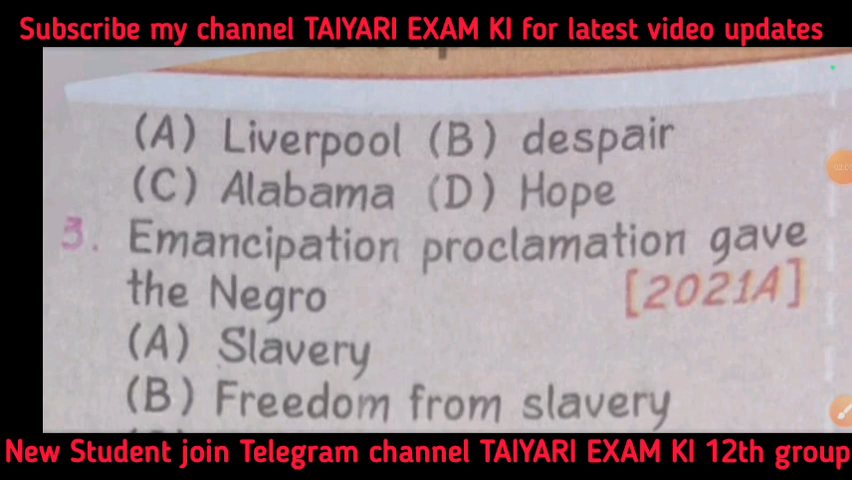 Subscribe my channel TAIYARI EXAM KI for latest video updates
(A) Liverpool (B) despair
(C) Alabama (D) Hope
3. Emancipation proclamation gave
the Negro [2021A]
(A) Slavery
(B) Freedom from slavery
New Student join Telegram channel TAIYARI EXAM KI 12th group